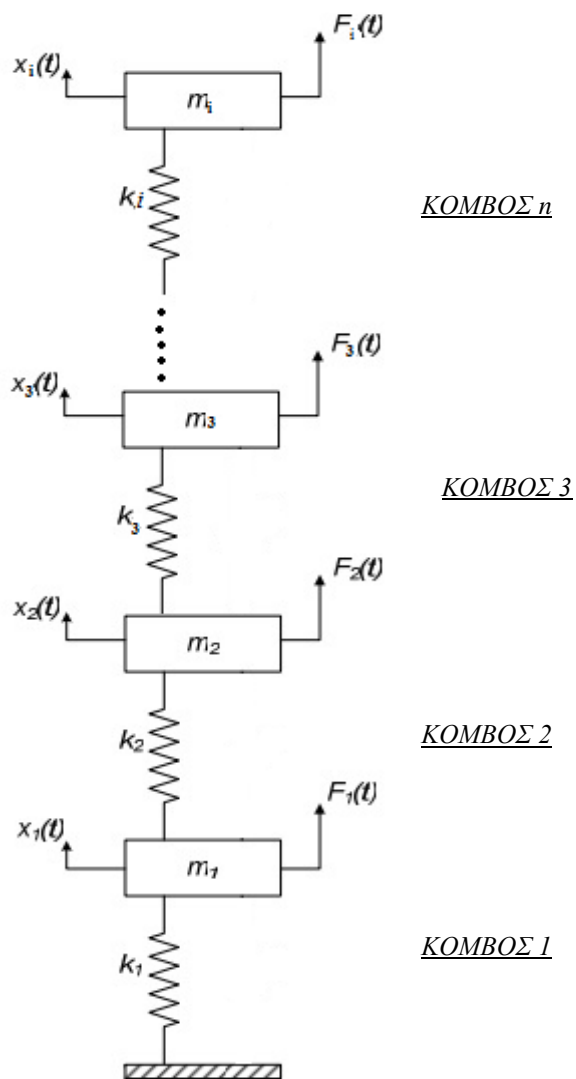 F_i(t)
x_i(t)
m_i
k_i
ΚΟΜΒΟΣ n
F_3(t)
x_3(t)
m_3
k_3
ΚΟΜΒΟΣ 3
F_2(t)
x_2(t)
m_2
k_2
ΚΟΜΒΟΣ 2
F_1(t)
x_1(t)
m_1
k_1
ΚΟΜΒΟΣ 1